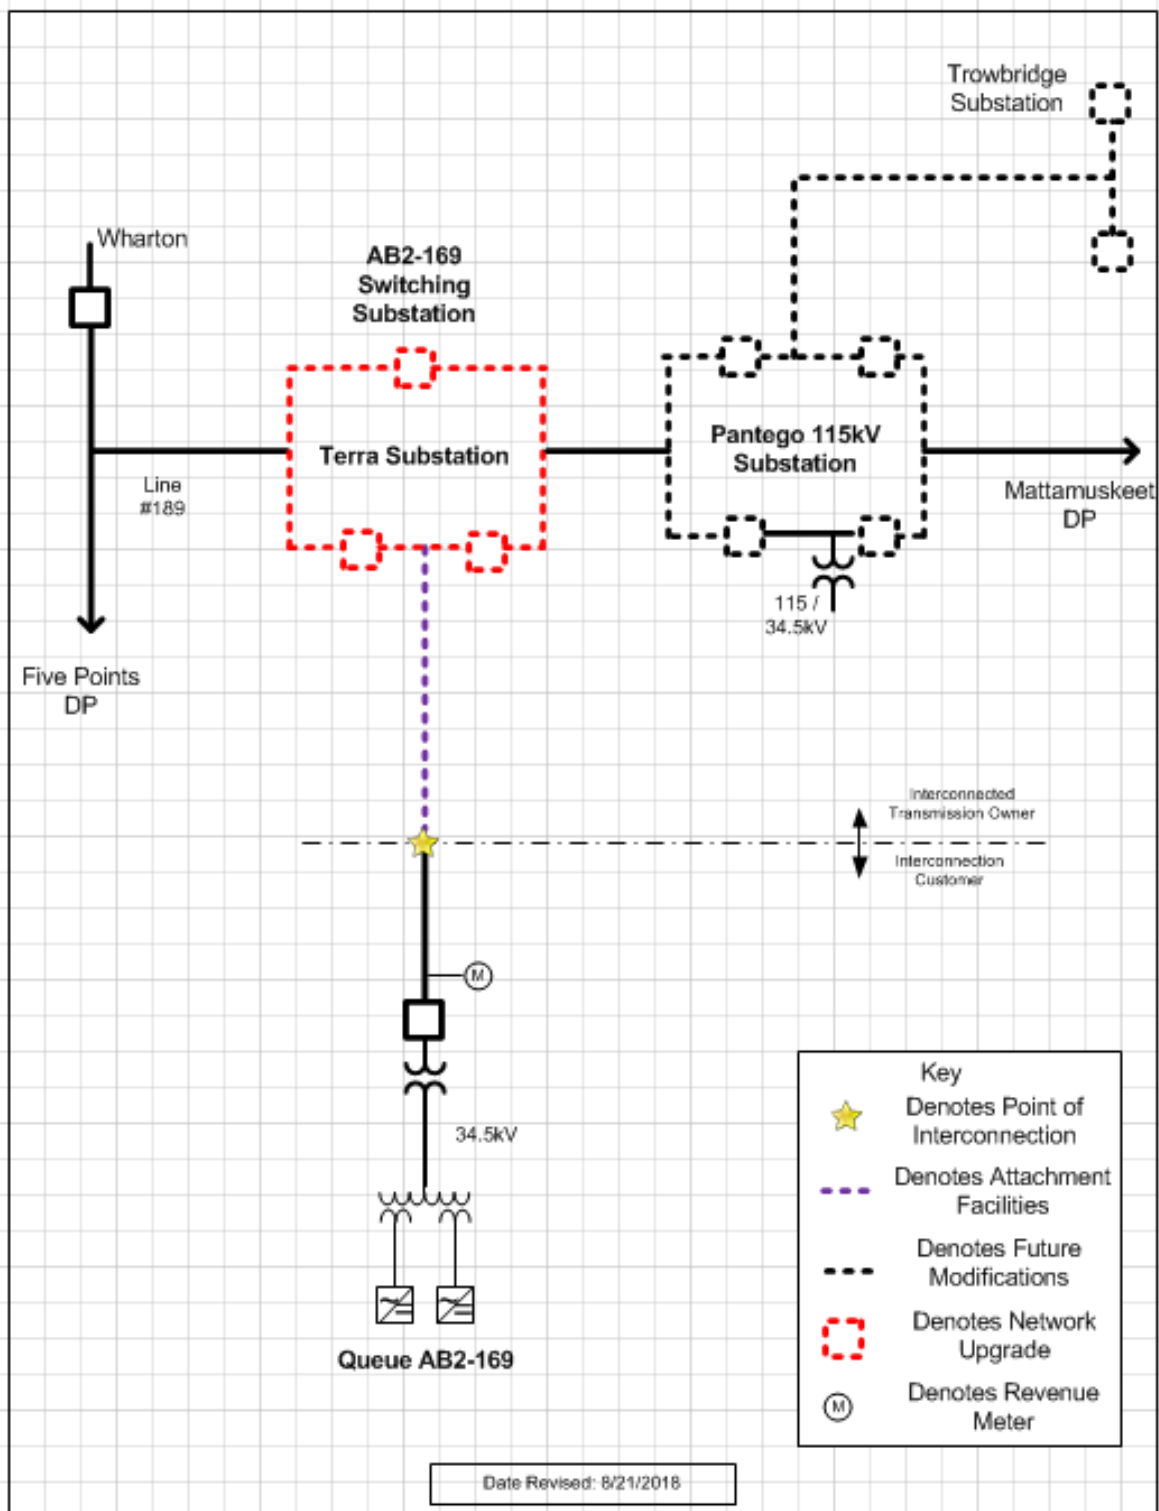 Trowbridge
Substation
Wharton
AB2-169
Switching
Substation
Terra Substation
Pantego 115kV
Substation
Line
#189
Mattamuskeet
DP
115 /
34.5kV
Five Points
DP
Interconnected
Transmission Owner
Interconnection
Customer
M
34.5kV
Queue AB2-169
Key
Denotes Point of
Interconnection
Denotes Attachment
Facilities
Denotes Future
Modifications
Denotes Network
Upgrade
M
Denotes Revenue
Meter
Date Revised: 8/21/2018